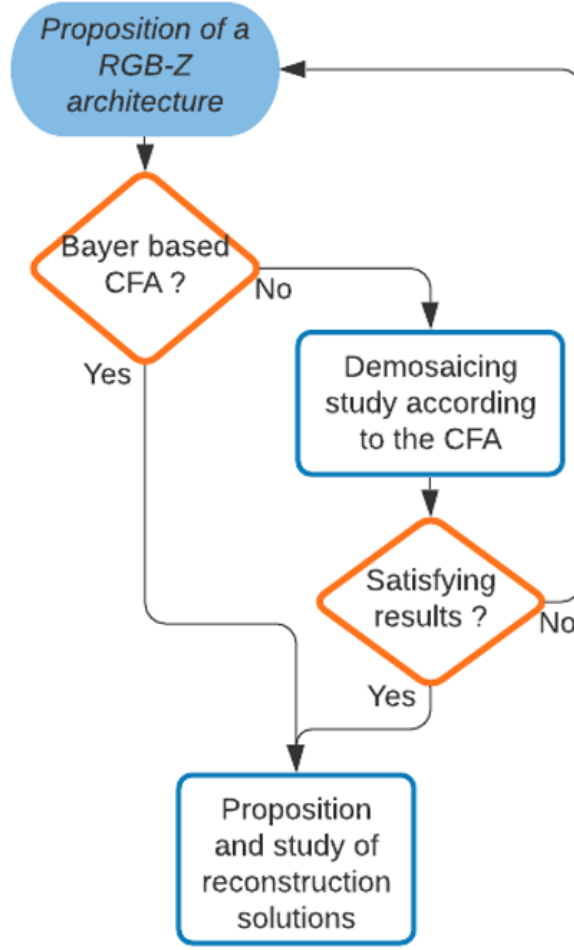 Proposition of a
RGB-Z
architecture
Bayer based
CFA ?
No
Yes
Demosaicing
study according
to the CFA
Satisfying
results ?
No
Yes
Proposition
and study of
reconstruction
solutions